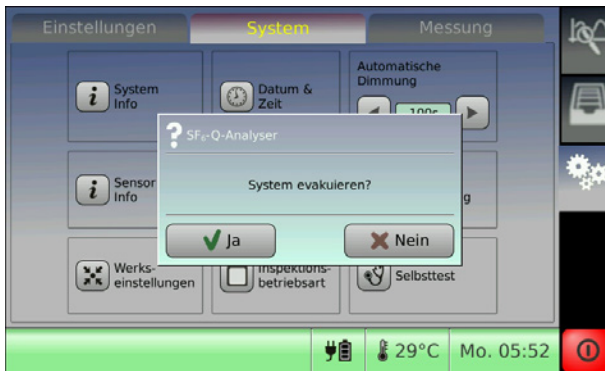 Einstellungen
System
Messung
System
Info
Datum &
Zeit
Automatische
Dimmung
100s
SF₆-Q-Analyser
System evakuieren?
Ja
Nein
Sensor
Info
g
Werks-
einstellungen
Inspektions-
betriebsart
Selbsttest
29°C
Mo. 05:52